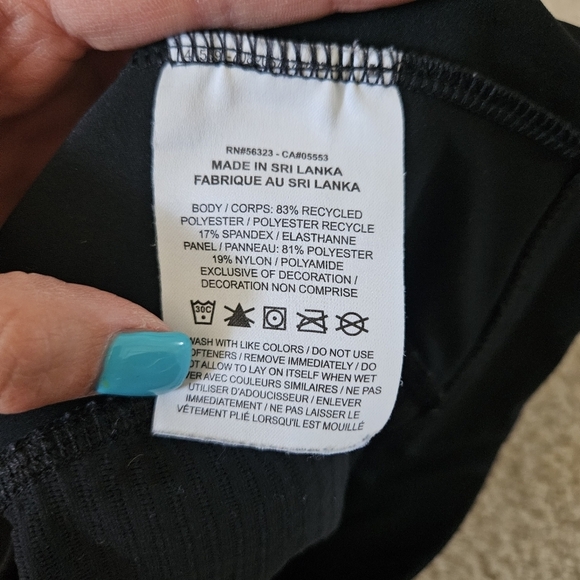 RN#56323 - CA#05553
MADE IN SRI LANKA
FABRIQUE AU SRI LANKA
BODY / CORPS: 83% RECYCLED
POLYESTER / POLYESTER RECYCLE
17% SPANDEX / ELASTHANNE
PANEL / PANNEAU: 81% POLYESTER
19% NYLON / POLYAMIDE
EXCLUSIVE OF DECORATION /
DECORATION NON COMPRISE
30C
WASH WITH LIKE COLORS / DO NOT USE
SOFTENERS / REMOVE IMMEDIATELY / DO
ALLOW TO LAY ON ITSELF WHEN WET
AVEC COULEURS SIMILAIRES / NE PAS
UTILISER D'ADOUCISSEUR / ENLEVER
IMMEDIATEMENT / NE PAS LAISSER LE
VÊTEMENT PLIÉ LORSQU'IL EST MOUILLÉ